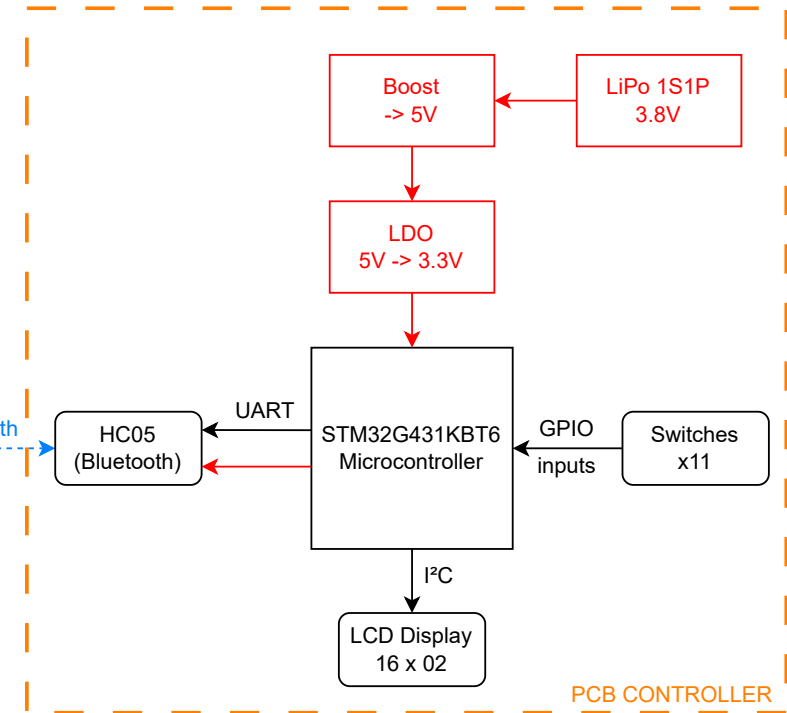 Boost
-> 5V
LiPo 1S1P
3.8V
LDO
5V -> 3.3V
th
HC05
(Bluetooth)
UART
STM32G431KBT6
Microcontroller
GPIO
inputs
Switches
x11
I²C
LCD Display
16 x 02
PCB CONTROLLER